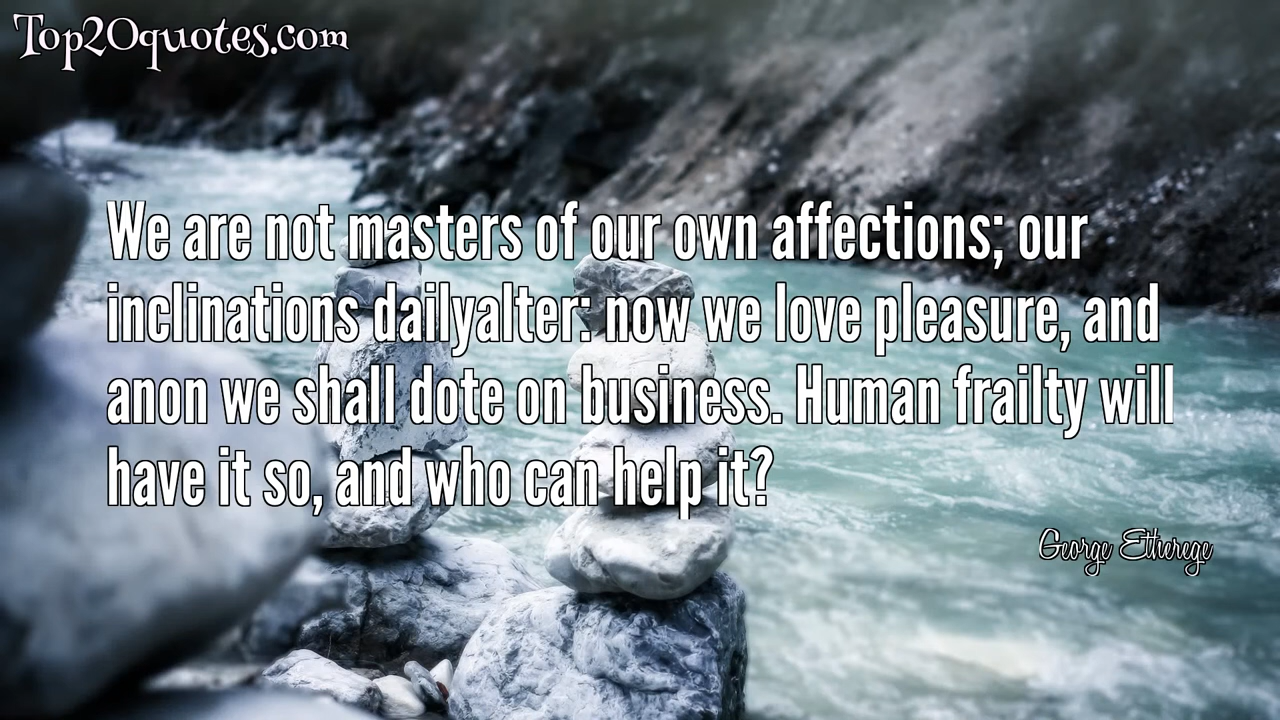 Top20quotes.com
We are not masters of our own affections; our
inclinations dailyalter: now we love pleasure, and
anon we shall dote on business. Human frailty will
have it so, and who can help it?
George Etherege